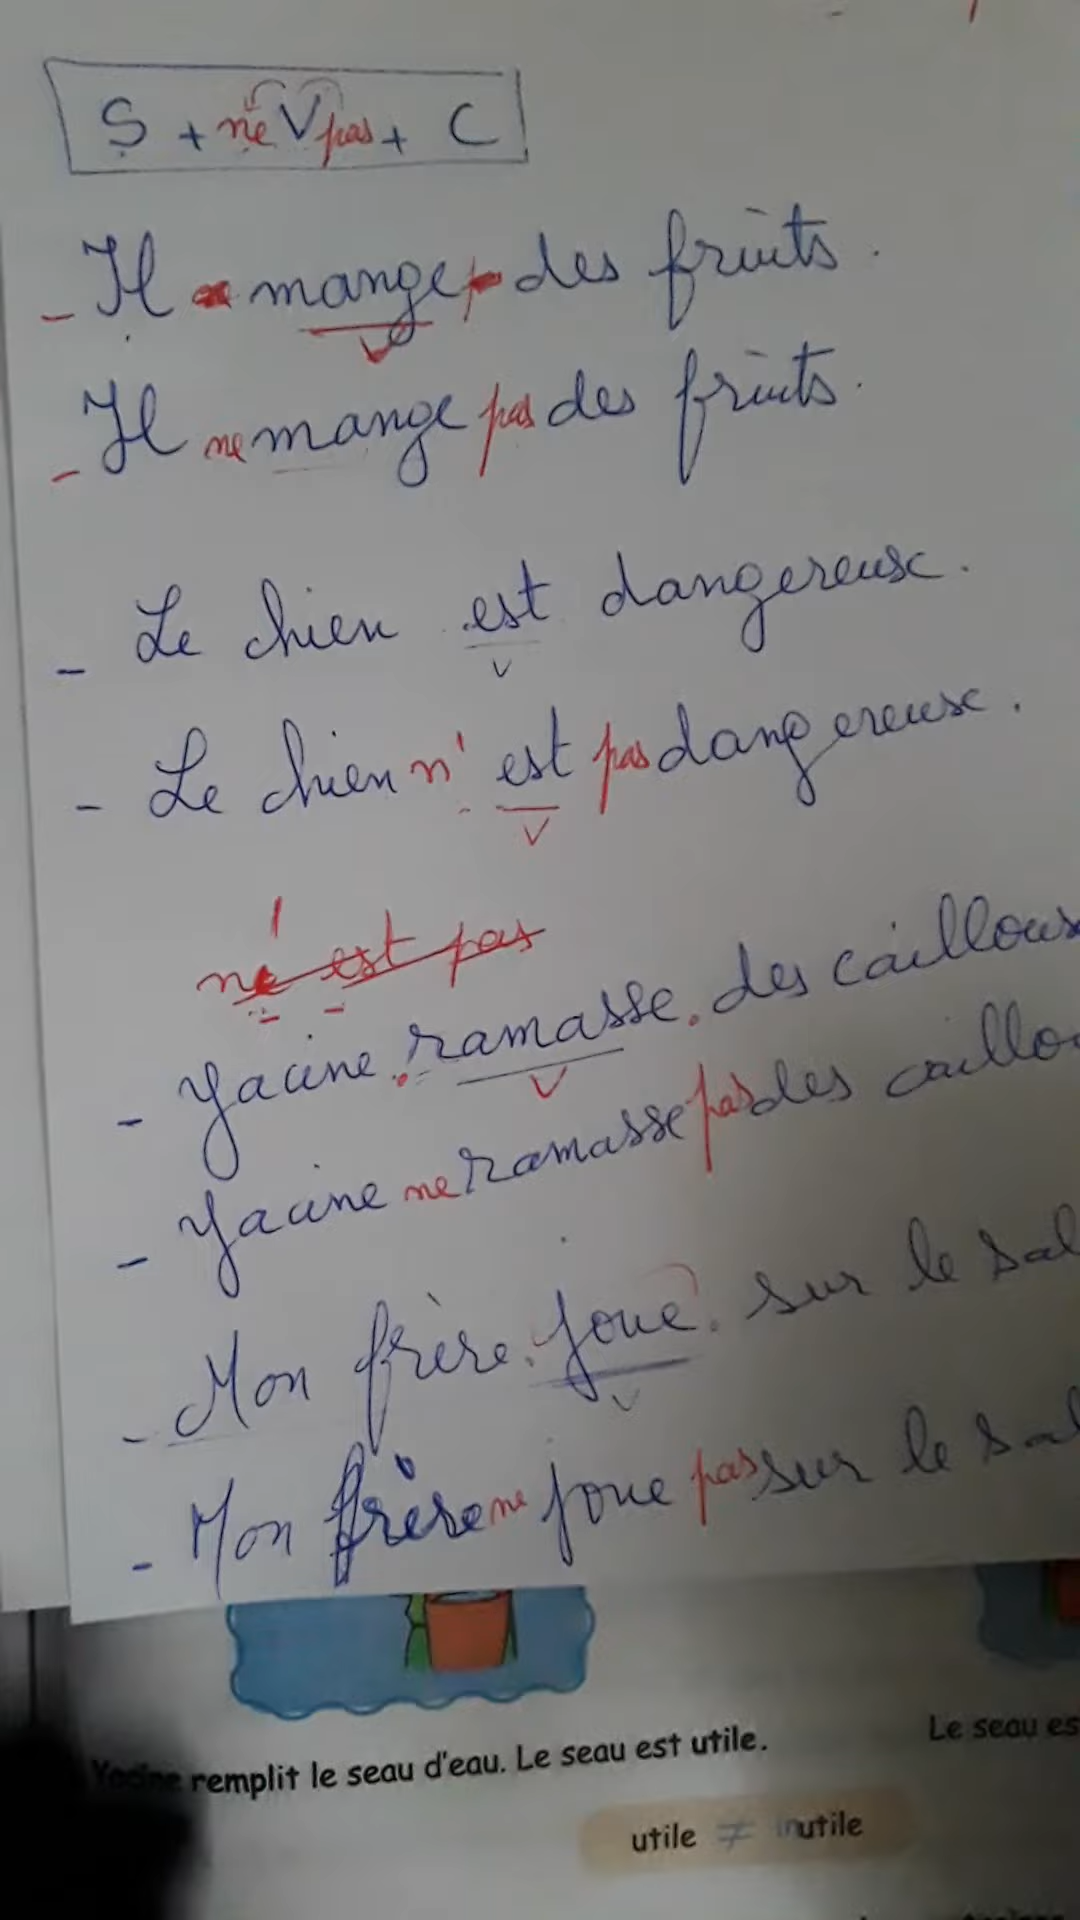 S + ne V pas + C
- Il mange des fruits.
V
- Il ne mange pas des fruits.
- Le chien est dangereuse.
V
- Le chien n' est pas dangereuse.
V
n' est pas
- Yacine ramasse des cailloux
V
- Yacine ne ramasse pas des caillo
- Mon frère joue sur le sal
V
- Mon frère ne joue pas sur le sal
Yacine remplit le seau d'eau. Le seau est utile.
Le seau es
utile ≠ inutile